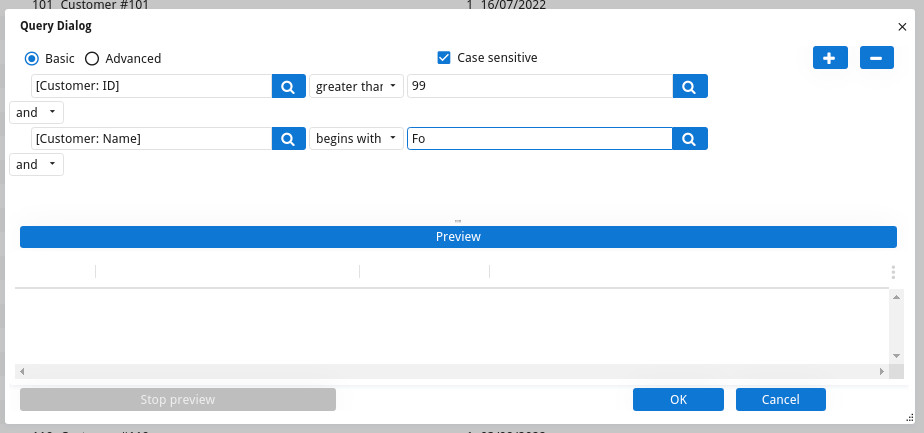 101 Customer #101 1 16/07/2022
Query Dialog
Basic Advanced Case sensitive
[Customer: ID] greater than 99
and
[Customer: Name] begins with Fo
and
Preview
Stop preview OK Cancel